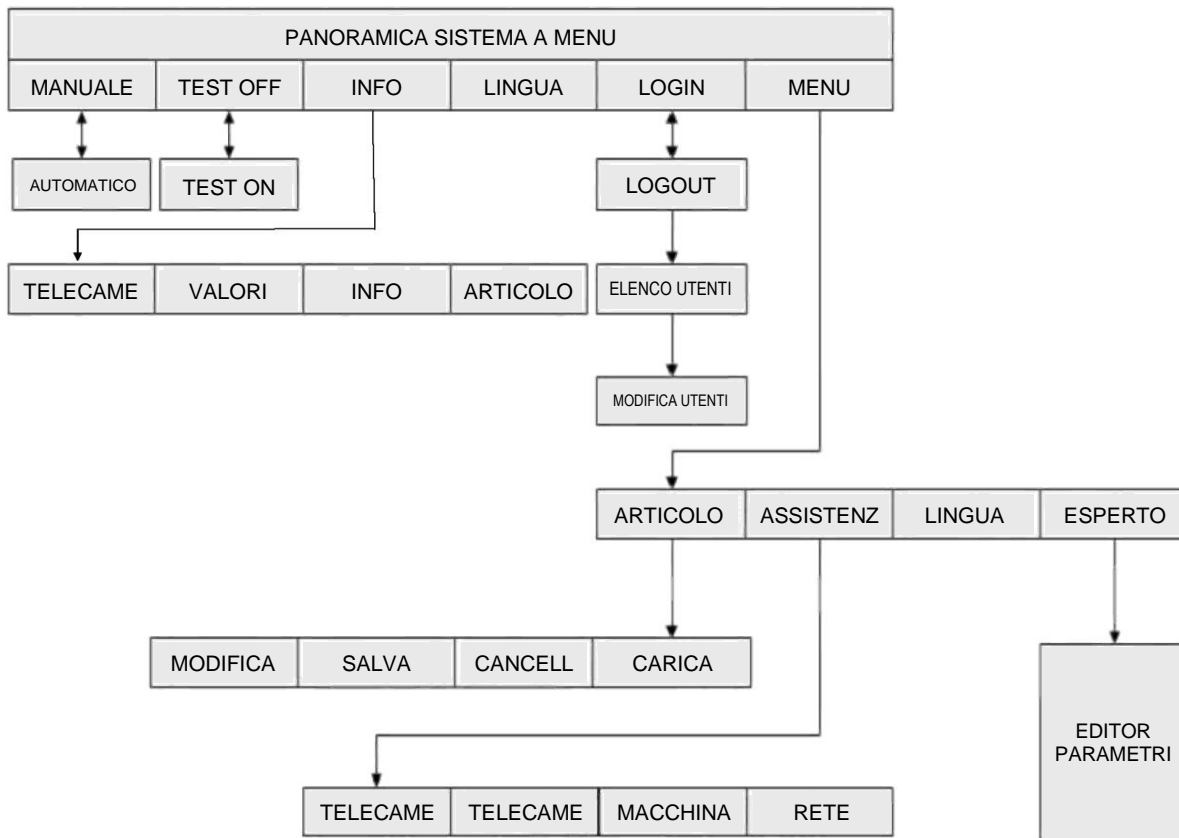 PANORAMICA SISTEMA A MENU
MANUALE TEST OFF INFO LINGUA LOGIN MENU
AUTOMATICO TEST ON LOGOUT
TELECAME VALORI INFO ARTICOLO ELENCO UTENTI
MODIFICA UTENTI
ARTICOLO ASSISTENZ LINGUA ESPERTO
MODIFICA SALVA CANCELL CARICA
EDITOR
PARAMETRI
TELECAME TELECAME MACCHINA RETE